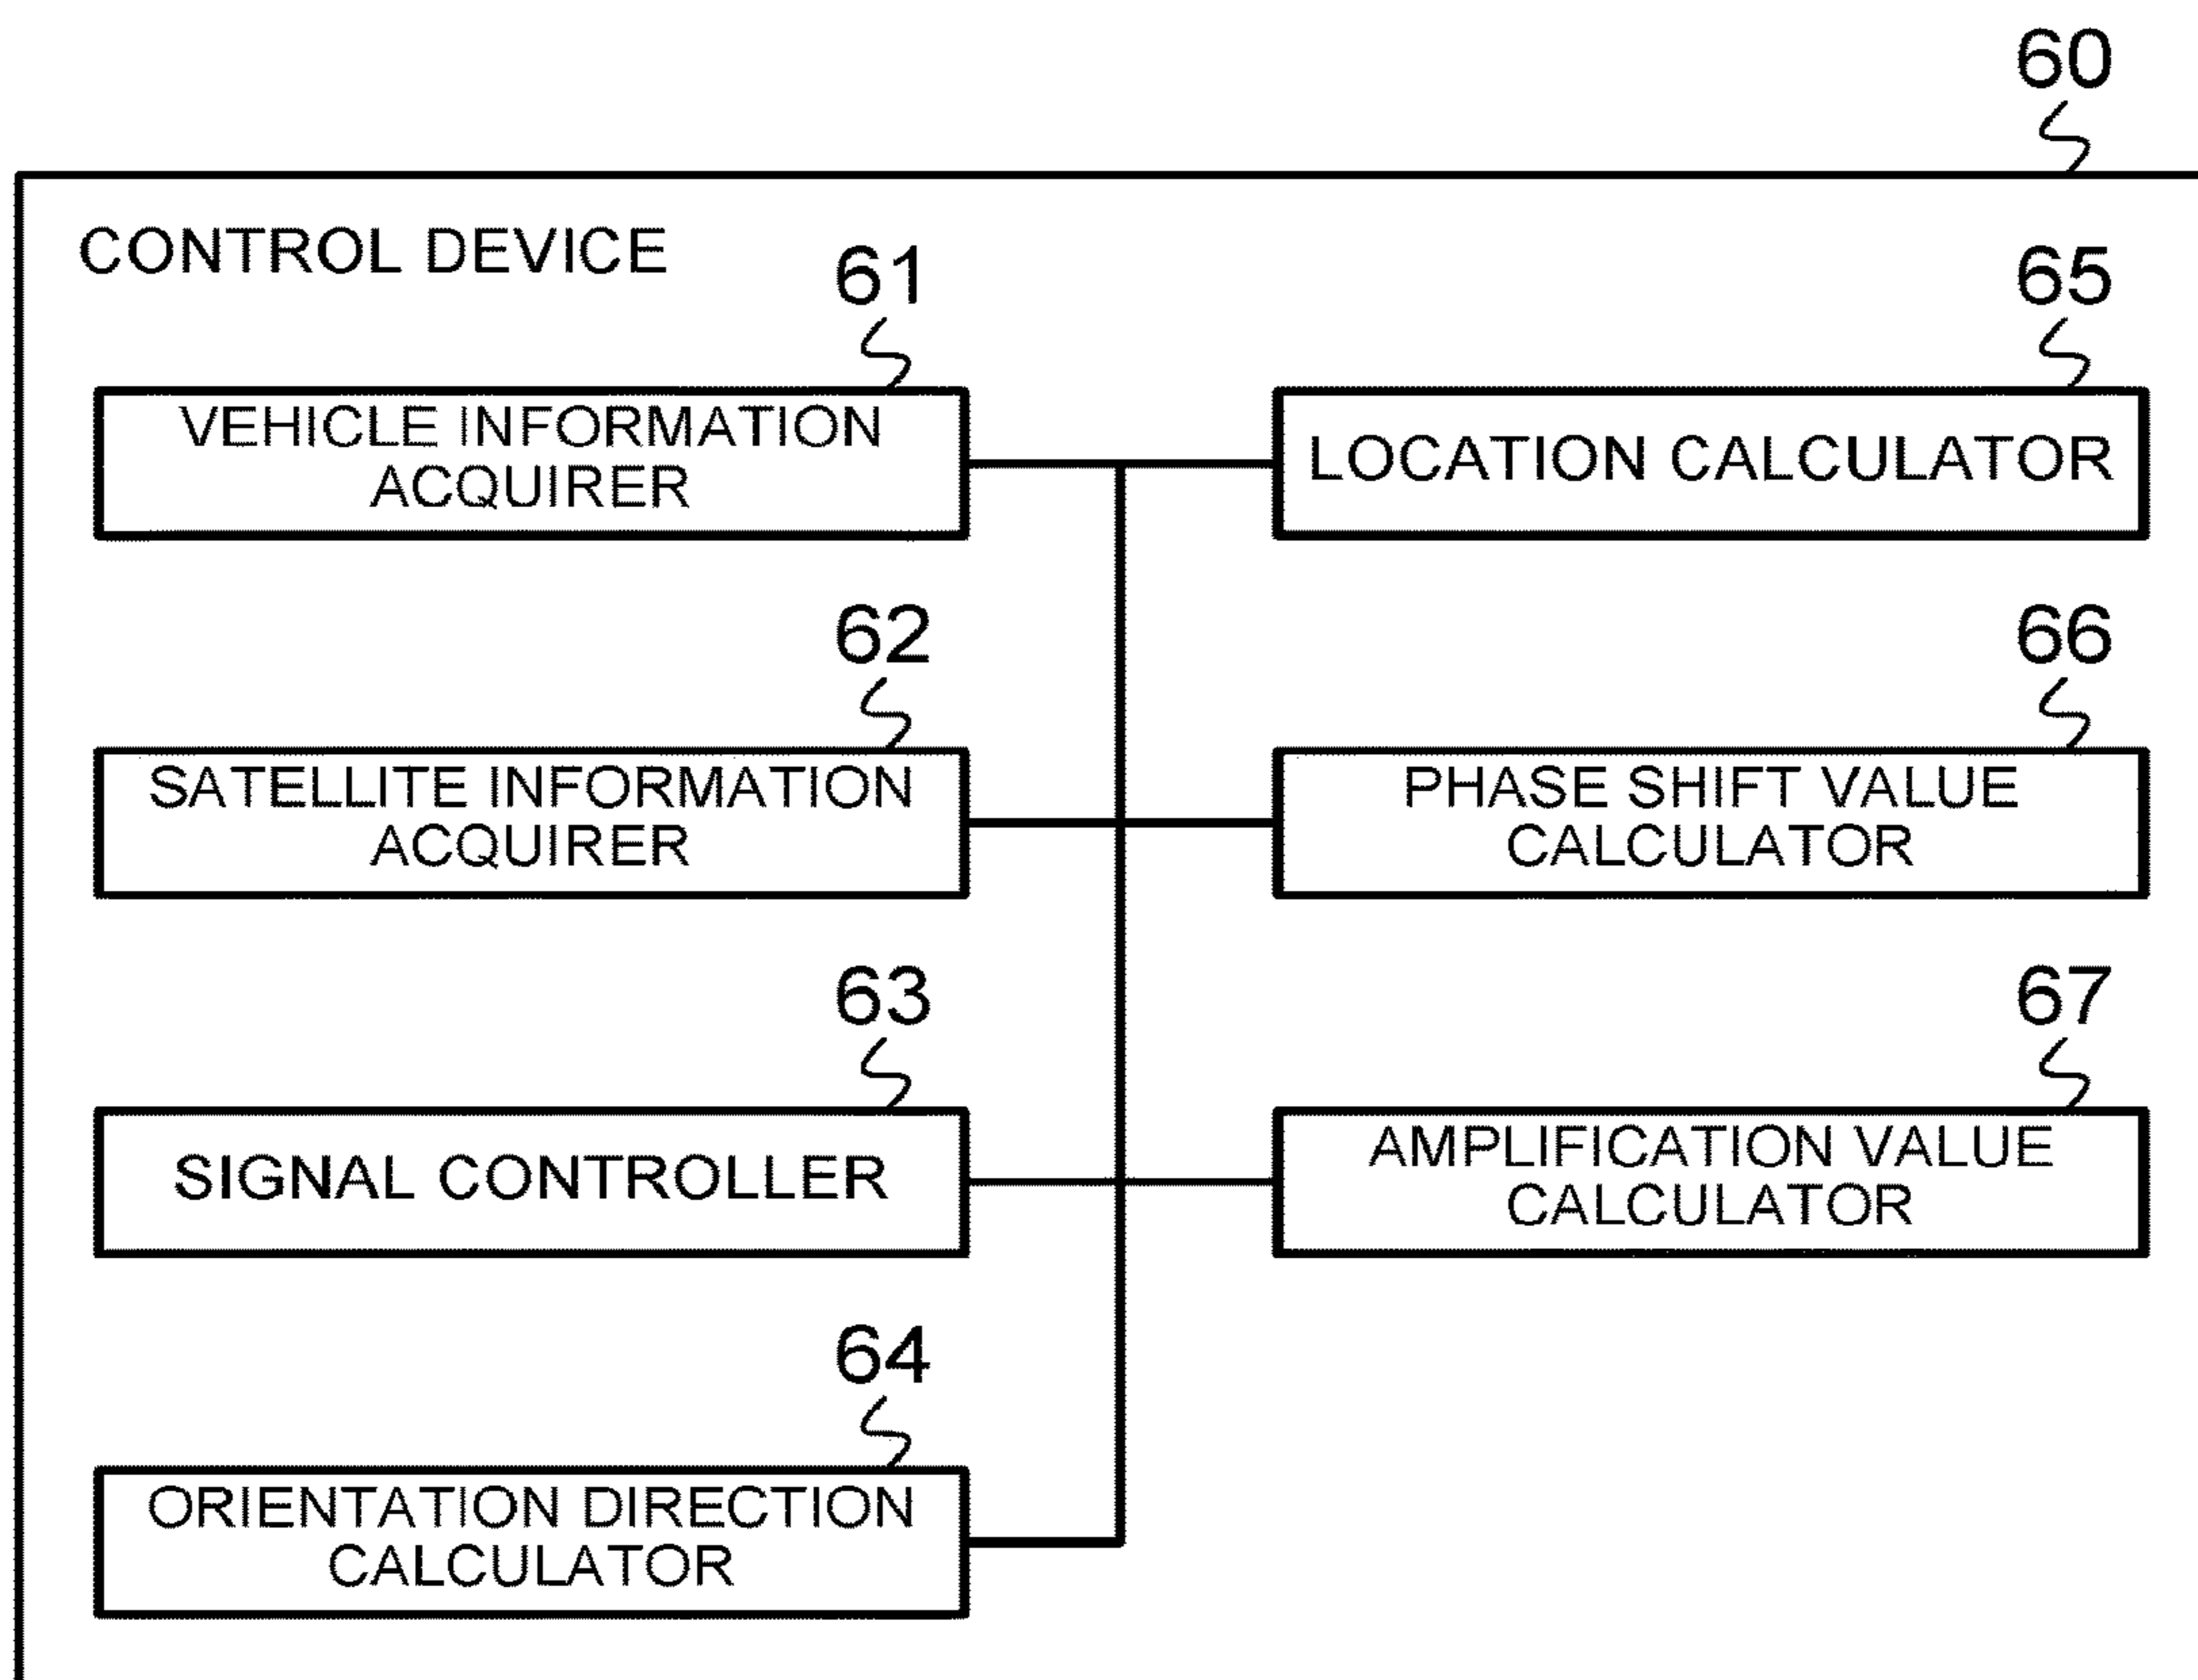 60
CONTROL DEVICE
61
VEHICLE INFORMATION
ACQUIRER
65
LOCATION CALCULATOR
62
SATELLITE INFORMATION
ACQUIRER
66
PHASE SHIFT VALUE
CALCULATOR
63
SIGNAL CONTROLLER
67
AMPLIFICATION VALUE
CALCULATOR
64
ORIENTATION DIRECTION
CALCULATOR